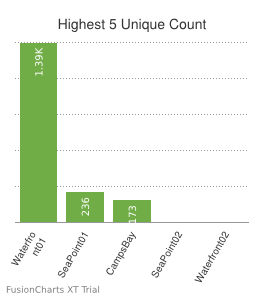 Highest 5 Unique Count
1.39K
236
173
Waterfro
nt01
SeaPoint01
CampsBay
SeaPoint02
Waterfront02
FusionCharts XT Trial